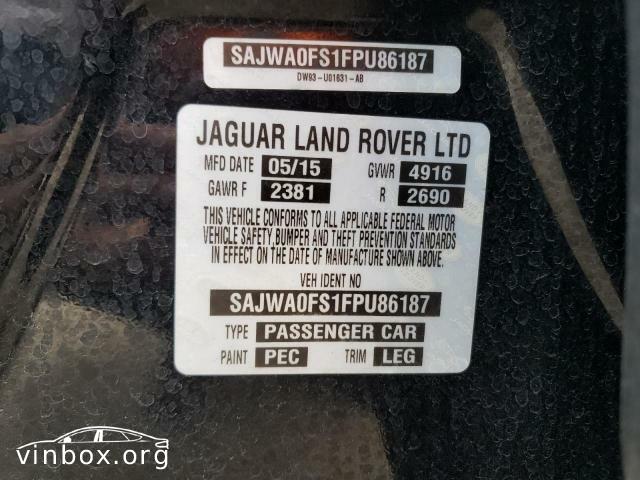 SAJWA0FS1FPU86187
DW93-U01631-AB
JAGUAR LAND ROVER LTD
MFD DATE 05/15 GVWR 4916
GAWR F 2381 R 2690
THIS VEHICLE CONFORMS TO ALL APPLICABLE FEDERAL MOTOR
VEHICLE SAFETY,BUMPER AND THEFT PREVENTION STANDARDS
IN EFFECT ON THE DATE OF MANUFACTURE SHOWN ABOVE.
VEH IDENT NO
SAJWA0FS1FPU86187
TYPE PASSENGER CAR
PAINT PEC TRIM LEG
vinbox.org